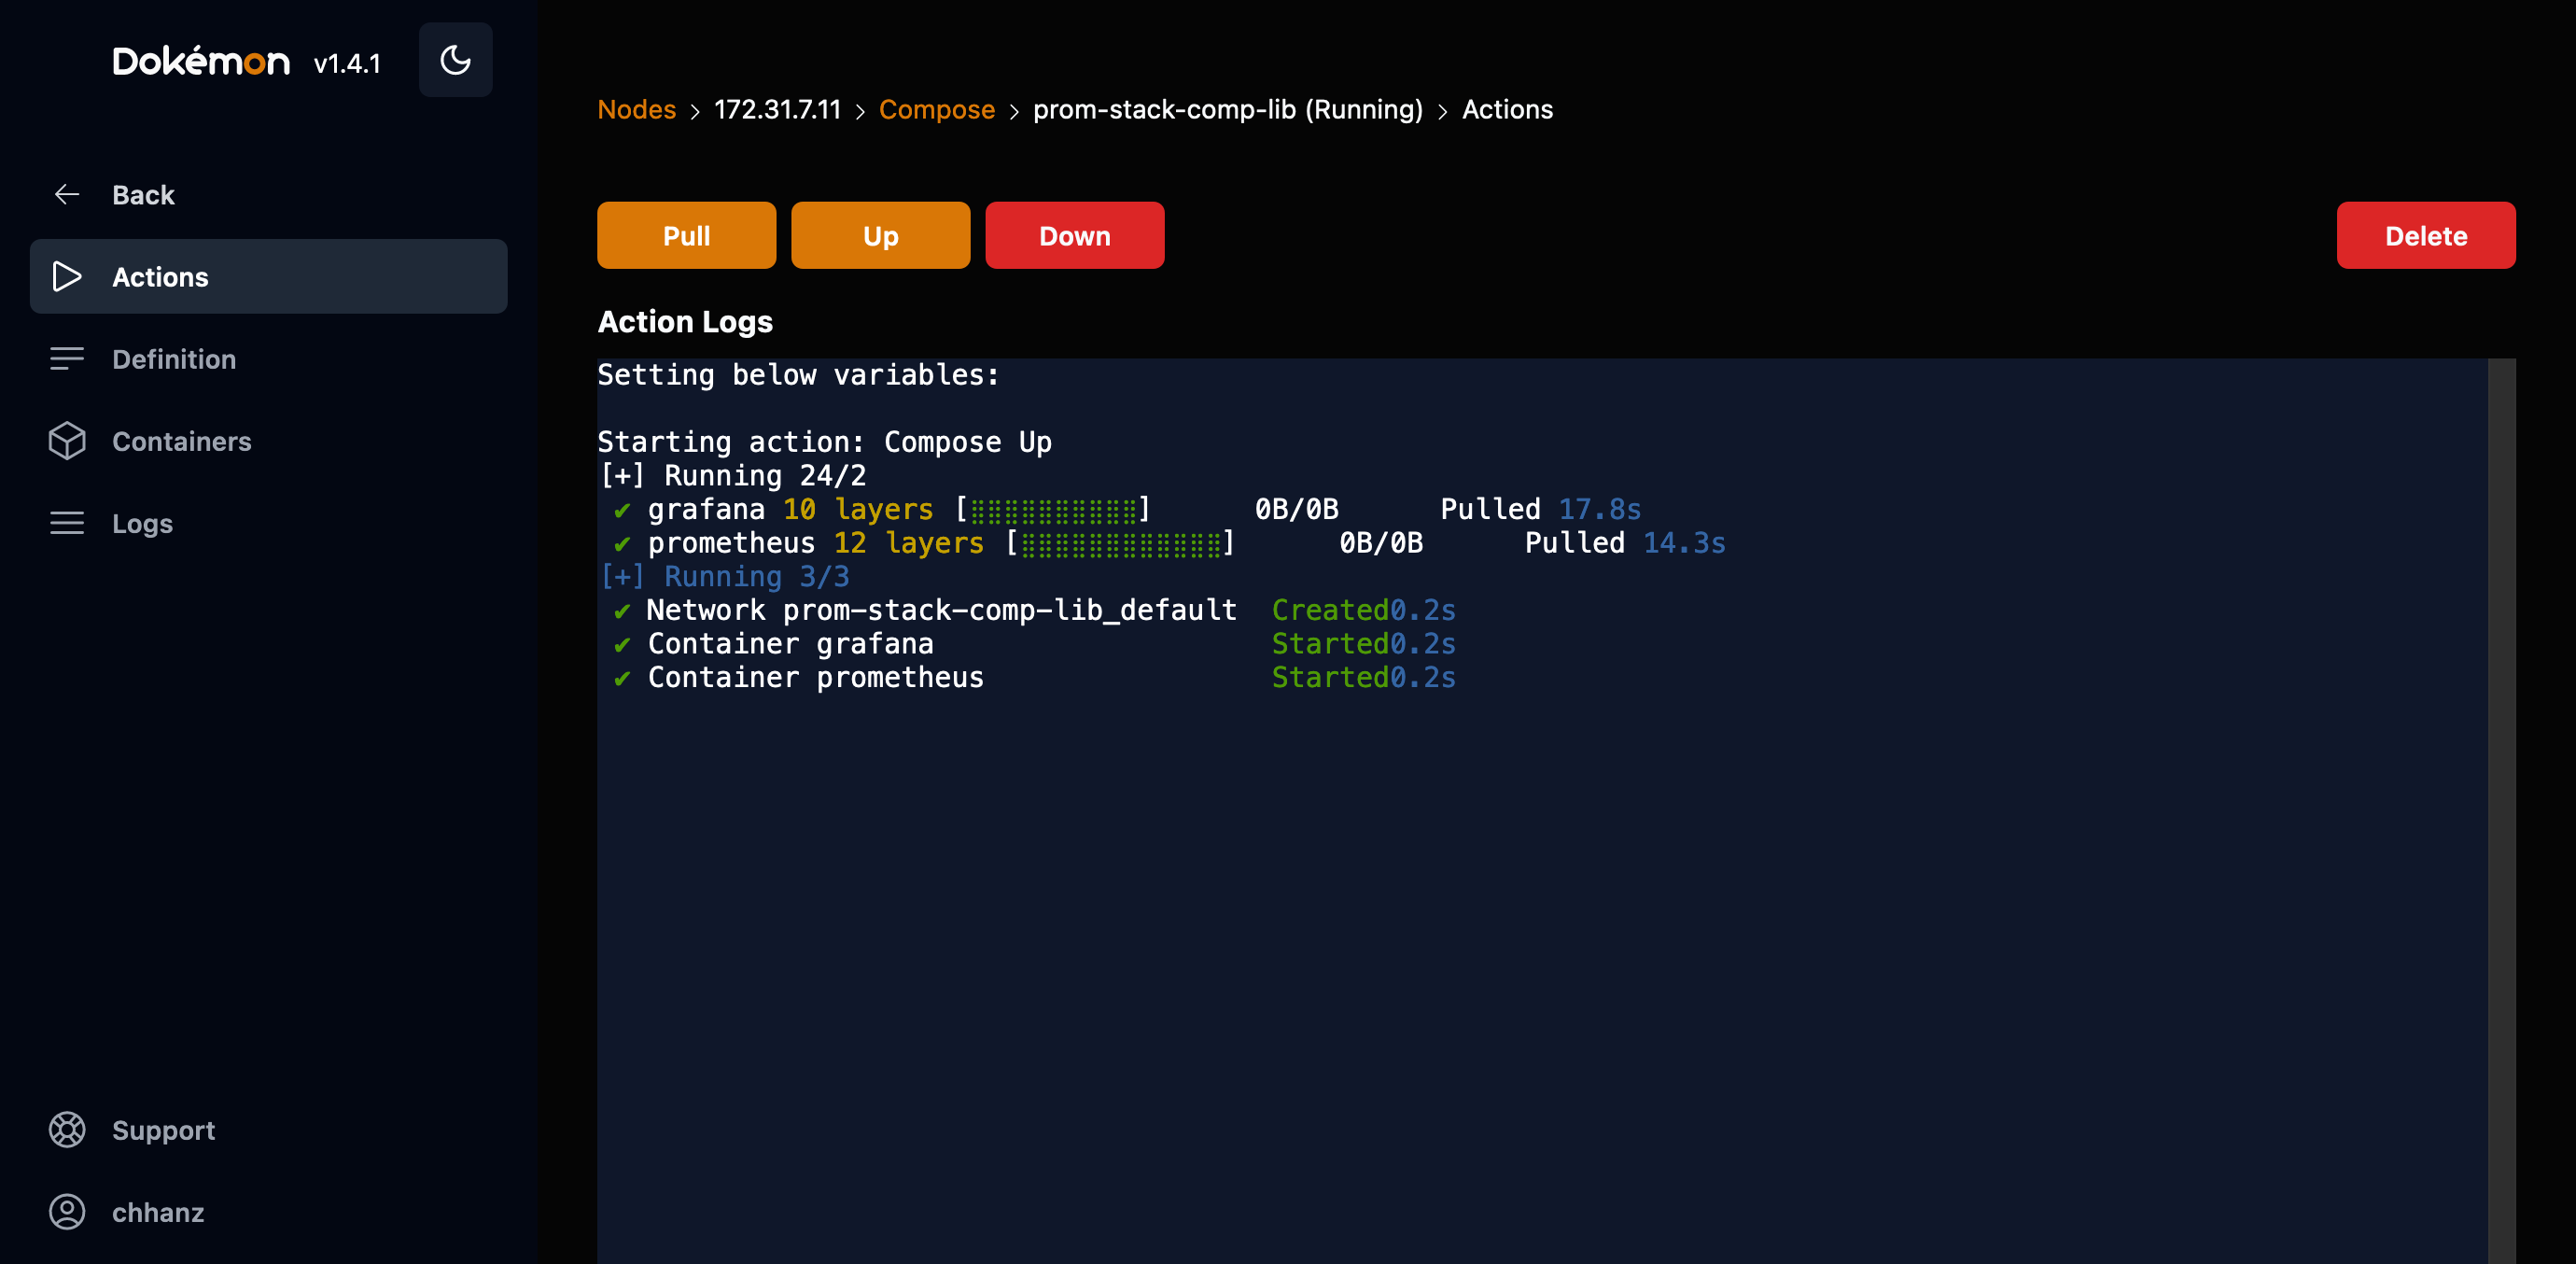 Dokémon v1.4.1
Back
Actions
Definition
Containers
Logs
Support
chhanz
Nodes > 172.31.7.11 > Compose > prom-stack-comp-lib (Running) > Actions
Pull Up Down Delete
Action Logs
Setting below variables:
Starting action: Compose Up
[+] Running 24/2
✔ grafana 10 layers [⣿⣿⣿⣿⣿⣿⣿⣿⣿⣿] 0B/0B Pulled 17.8s
✔ prometheus 12 layers [⣿⣿⣿⣿⣿⣿⣿⣿⣿⣿⣿⣿] 0B/0B Pulled 14.3s
[+] Running 3/3
✔ Network prom-stack-comp-lib_default Created0.2s
✔ Container grafana Started0.2s
✔ Container prometheus Started0.2s